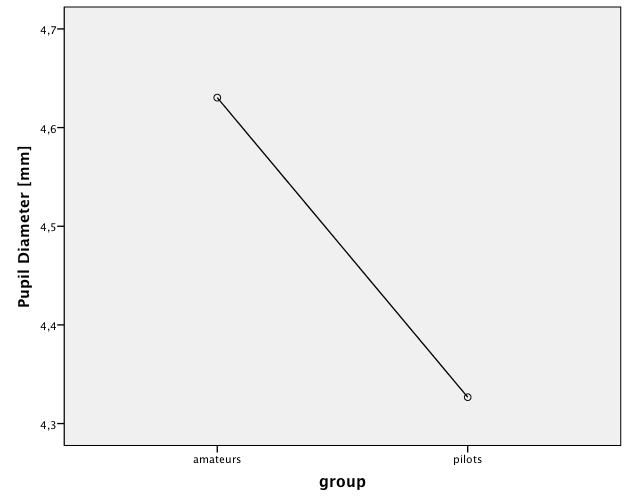 Pupil Diameter [mm]
4,7
4,6
4,5
4,4
4,3
amateurs
pilots
group